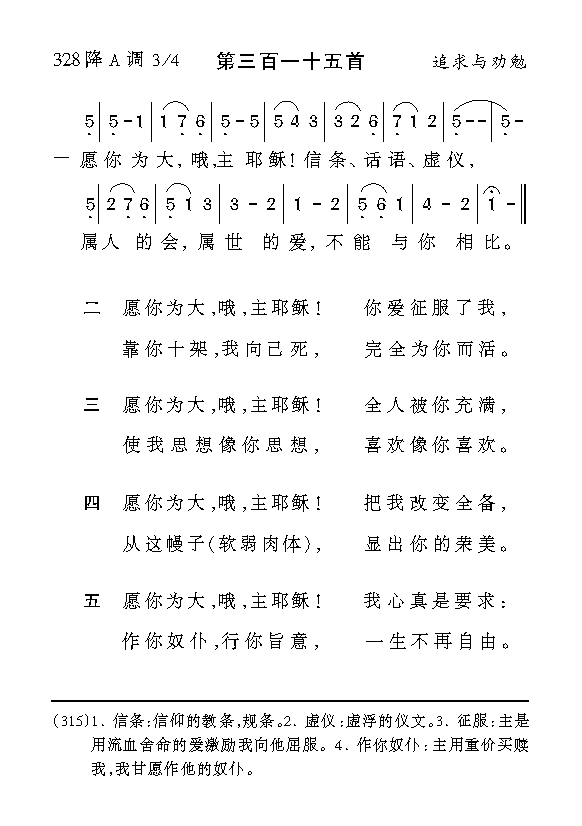 328降A调3/4 第三百一十五首 追求与劝勉
5|5-1|1 7 6|5-5|5 4 3|3 2 6|7 1 2|5--|5-
一 愿你为大,哦,主耶稣!信条、话语、虚仪,
5|2 7 6|5 1 3|3-2|1-2|5 6 1|4-2|1-‖
属人的会,属世的爱,不能与你相比。
二 愿你为大,哦,主耶稣! 你爱征服了我,
靠你十架,我向己死, 完全为你而活。
三 愿你为大,哦,主耶稣! 全人被你充满,
使我思想像你思想, 喜欢像你喜欢。
四 愿你为大,哦,主耶稣! 把我改变全备,
从这幔子(软弱肉体), 显出你的荣美。
五 愿你为大,哦,主耶稣! 我心真是要求:
作你奴仆,行你旨意, 一生不再自由。
(315)1. 信条:信仰的教条,规条。2. 虚仪:虚浮的仪文。3. 征服:主是
用流血舍命的爱激励我向他屈服。4. 作你奴仆:主用重价买赎
我,我甘愿作他的奴仆。